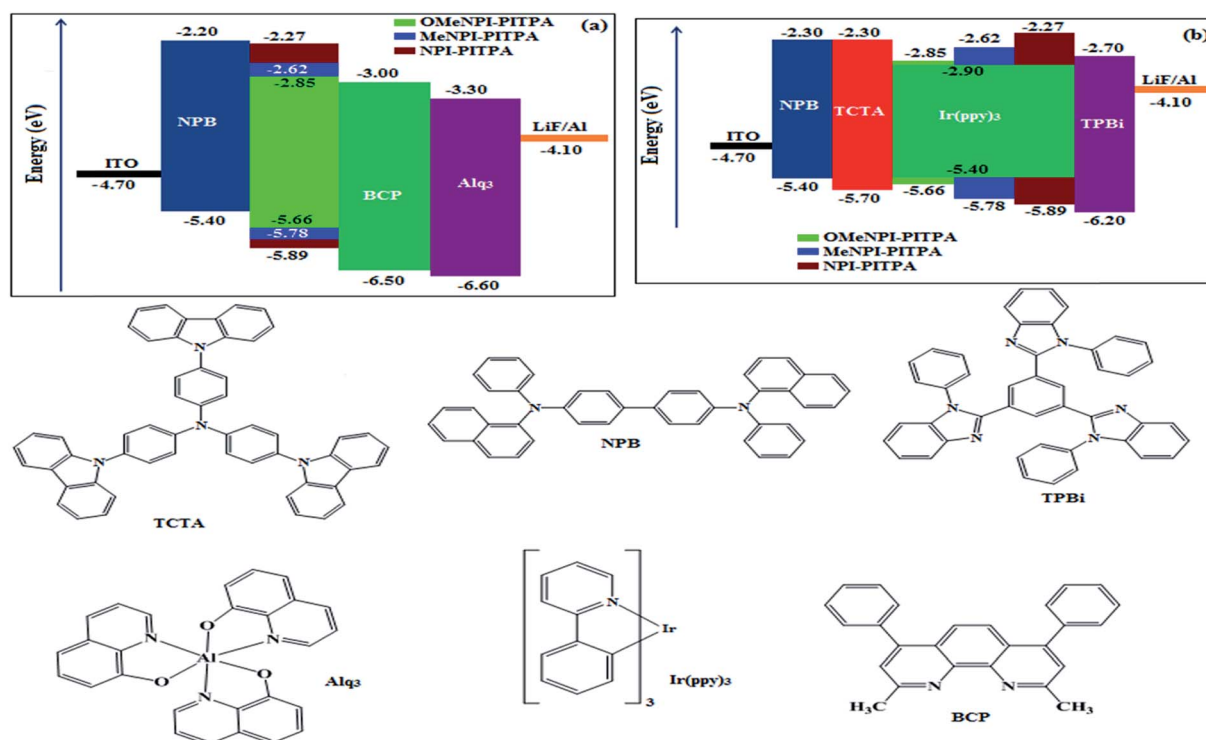 OMeNPI-PITPA
MeNPI-PITPA
NPI-PITPA
(a)
Energy (eV)
ITO
-4.70
-2.20
NPB
-5.40
-2.27
-2.62
-2.85
-5.66
-5.78
-5.89
-3.00
BCP
-6.50
-3.30
Alq3
-6.60
LiF/Al
-4.10
(b)
Energy (eV)
ITO
-4.70
-2.30
NPB
-5.40
-2.30
TCTA
-5.70
-2.85
-2.62
-2.27
-2.90
Ir(ppy)3
-5.40
-5.66
-5.78
-5.89
-2.70
TPBi
-6.20
LiF/Al
-4.10
OMeNPI-PITPA
MeNPI-PITPA
NPI-PITPA
N
N
N
N
TCTA
N
N
NPB
N
N
N
N
N
N
TPBi
O
N
Al
N
O
O
N
Alq3
N
Ir
3
Ir(ppy)3
N
N
H3C
CH3
BCP